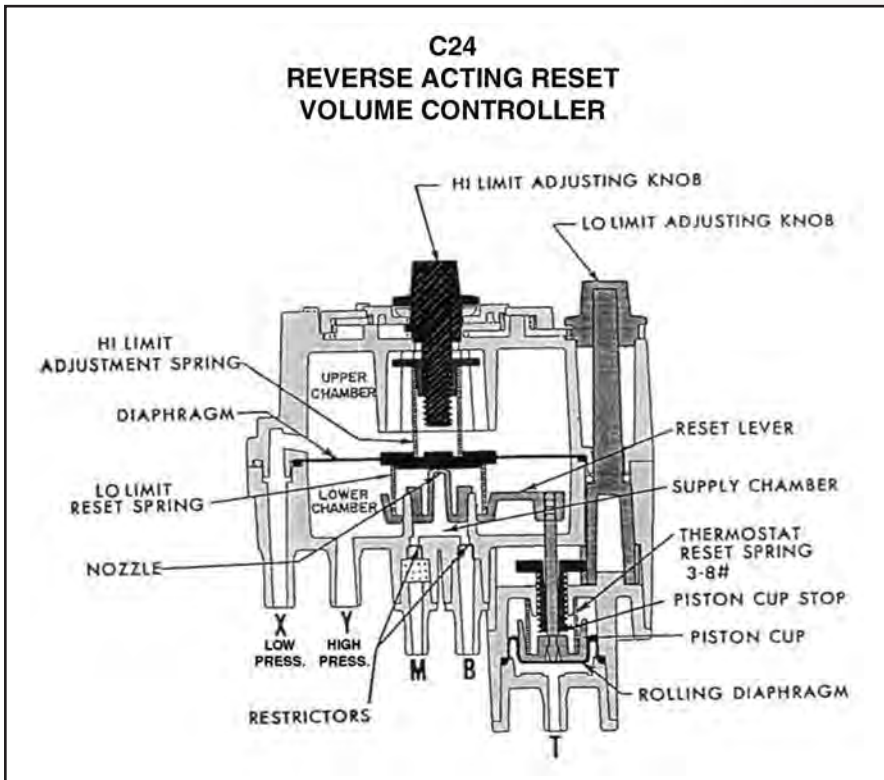 C24
REVERSE ACTING RESET
VOLUME CONTROLLER
HI LIMIT ADJUSTING KNOB
LO LIMIT ADJUSTING KNOB
HI LIMIT
ADJUSTMENT SPRING
UPPER
CHAMBER
DIAPHRAGM
RESET LEVER
LO LIMIT
RESET SPRING
LOWER
CHAMBER
SUPPLY CHAMBER
NOZZLE
THERMOSTAT
RESET SPRING
3-8#
PISTON CUP STOP
PISTON CUP
X
LOW
PRESS.
Y
HIGH
PRESS.
M
B
ROLLING DIAPHRAGM
RESTRICTORS
T